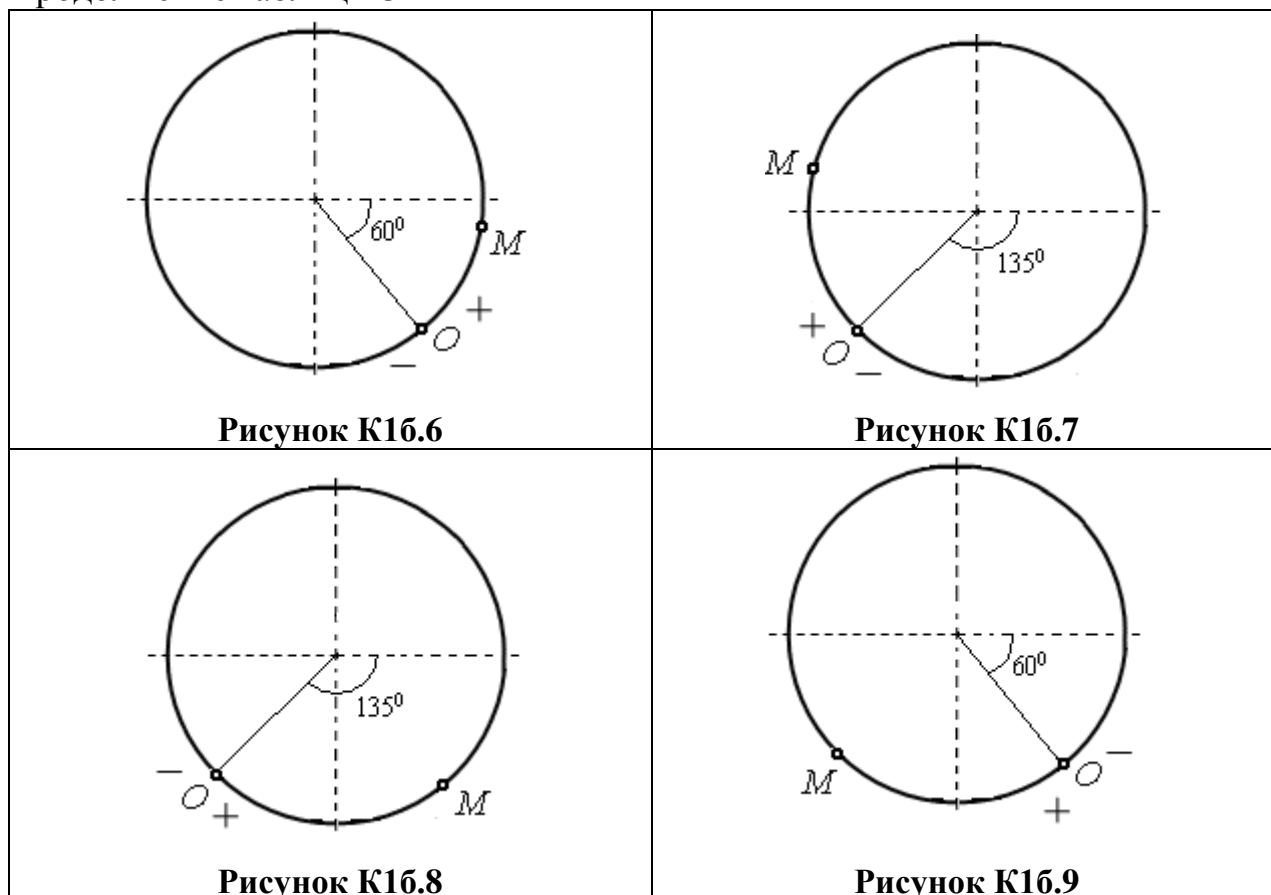 60⁰
M
+
O
−
Рисунок К1б.6
M
135⁰
+
O
−
Рисунок К1б.7
135⁰
−
O
+
M
Рисунок К1б.8
60⁰
M
O
−
+
Рисунок К1б.9